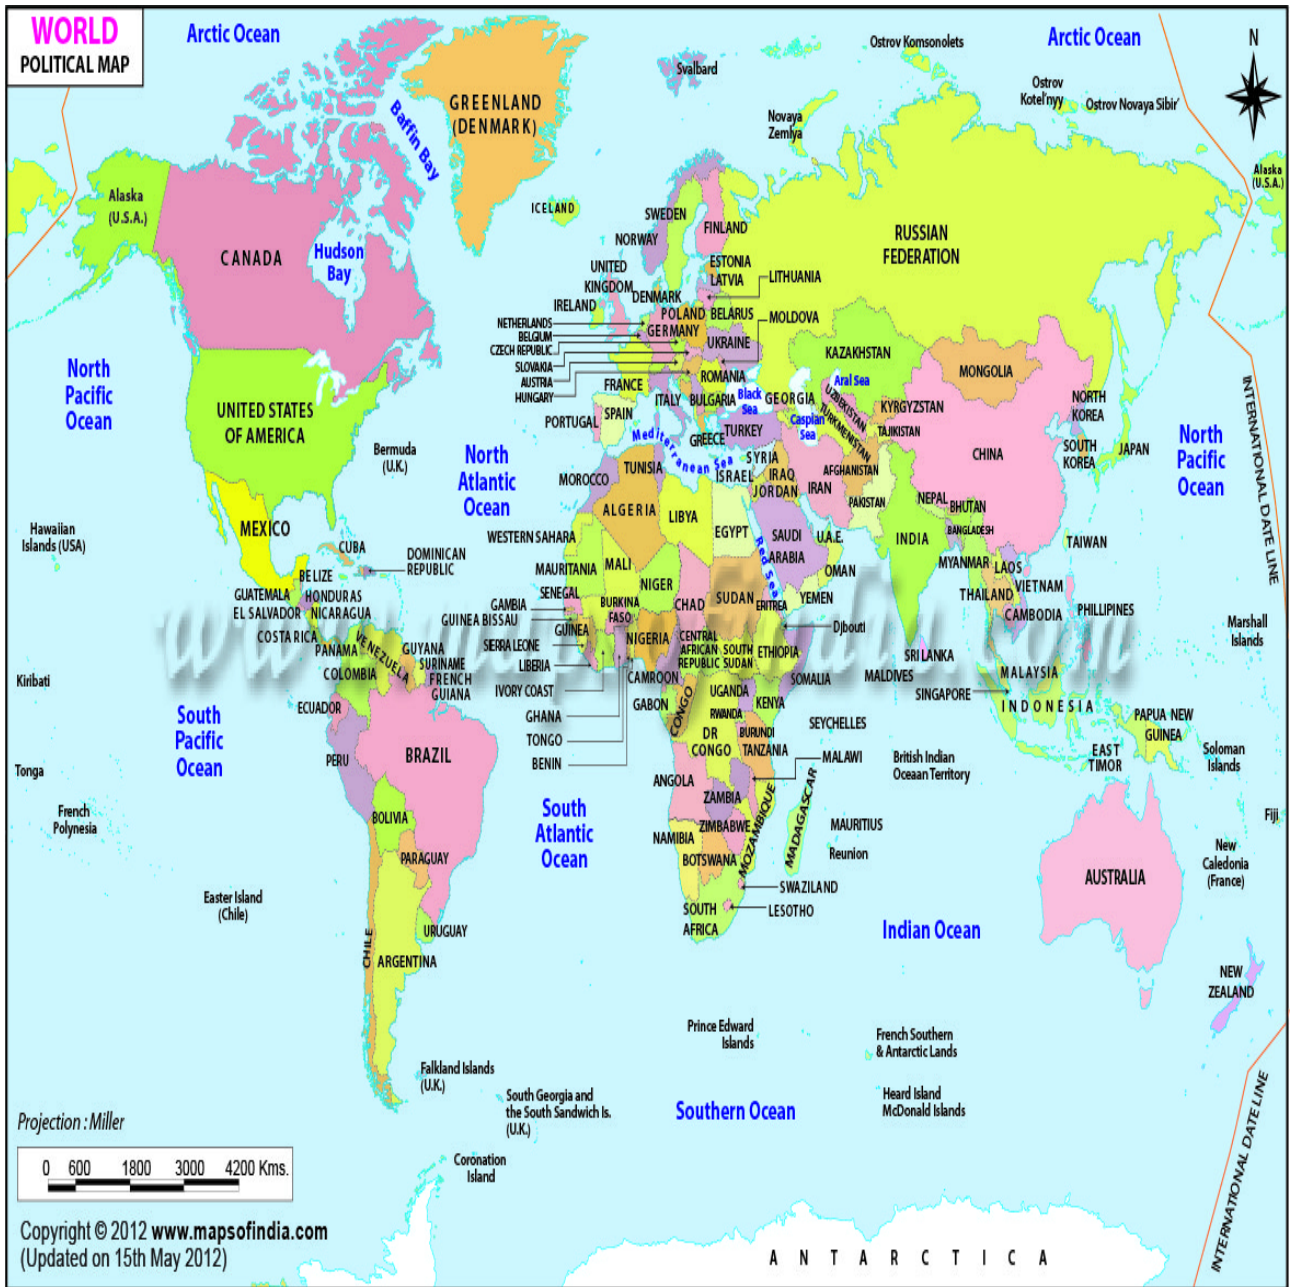 WORLD
POLITICAL MAP
Arctic Ocean
Arctic Ocean
N
Ostrov Komsonolets
Svalbard
Ostrov
Kotel'nyy
Ostrov Novaya Sibir'
Novaya
Zemlya
Baffin Bay
GREENLAND
(DENMARK)
Alaska
(U.S.A.)
Alaska
(U.S.A.)
ICELAND
CANADA
Hudson
Bay
SWEDEN
NORWAY
FINLAND
RUSSIAN
FEDERATION
UNITED
KINGDOM
IRELAND
DENMARK
ESTONIA
LATVIA
LITHUANIA
POLAND
BELARUS
MOLDOVA
NETHERLANDS
BELGIUM
CZECH REPUBLIC
SLOVAKIA
AUSTRIA
HUNGARY
GERMANY
UKRAINE
FRANCE
ROMANIA
ITALY
BULGARIA
Black
Sea
GEORGIA
Caspian
Sea
Aral Sea
KAZAKHSTAN
UZBEKISTAN
TURKMENISTAN
KYRGYZSTAN
TAJIKISTAN
MONGOLIA
NORTH
KOREA
SOUTH
KOREA
JAPAN
CHINA
North
Pacific
Ocean
North
Pacific
Ocean
INTERNATIONAL DATE LINE
UNITED STATES
OF AMERICA
Bermuda
(U.K.)
North
Atlantic
Ocean
PORTUGAL
SPAIN
Mediterranean Sea
GREECE
TURKEY
SYRIA
ISRAEL
IRAQ
JORDAN
IRAN
AFGHANISTAN
PAKISTAN
NEPAL
BHUTAN
BANGLADESH
INDIA
MYANMAR
LAOS
THAILAND
VIETNAM
CAMBODIA
TAIWAN
PHILLIPINES
MOROCCO
TUNISIA
ALGERIA
LIBYA
EGYPT
Red Sea
SAUDI
ARABIA
U.A.E.
OMAN
YEMEN
Hawaiian
Islands (USA)
MEXICO
CUBA
DOMINICAN
REPUBLIC
BELIZE
GUATEMALA
HONDURAS
EL SALVADOR
NICARAGUA
COSTA RICA
PANAMA
VENEZUELA
GUYANA
SURINAME
FRENCH
GUIANA
COLOMBIA
ECUADOR
WESTERN SAHARA
MAURITANIA
MALI
NIGER
CHAD
SUDAN
ERITREA
Djbouti
SENEGAL
GAMBIA
GUINEA BISSAU
GUINEA
SIERRA LEONE
LIBERIA
IVORY COAST
GHANA
TONGO
BENIN
BURKINA
FASO
NIGERIA
CENTRAL
AFRICAN
REPUBLIC
SOUTH
SUDAN
ETHIOPIA
SOMALIA
CAMROON
GABON
CONGO
UGANDA
KENYA
RWANDA
BURUNDI
DR
CONGO
TANZANIA
MALAWI
SEYCHELLES
SRI LANKA
MALDIVES
MALAYSIA
SINGAPORE
INDONESIA
PAPUA NEW
GUINEA
EAST
TIMOR
Marshall
Islands
Soloman
Islands
www.mapsofindia.com
Kiribati
South
Pacific
Ocean
Tonga
French
Polynesia
Easter Island
(Chile)
PERU
BRAZIL
BOLIVIA
PARAGUAY
CHILE
URUGUAY
ARGENTINA
South
Atlantic
Ocean
ANGOLA
ZAMBIA
ZIMBABWE
MOZAMBIQUE
MADAGASCAR
NAMIBIA
BOTSWANA
SWAZILAND
LESOTHO
SOUTH
AFRICA
British Indian
Oceaan Territory
MAURITIUS
Reunion
Indian Ocean
AUSTRALIA
Fiji
New
Caledonia
(France)
NEW
ZEALAND
Prince Edward
Islands
French Southern
& Antarctic Lands
Heard Island
McDonald Islands
Southern Ocean
Falkland Islands
(U.K.)
South Georgia and
the South Sandwich Is.
(U.K.)
Coronation
Island
INTERNATIONAL DATE LINE
ANTARCTICA
Projection : Miller
0 600 1800 3000 4200 Kms.
Copyright © 2012 www.mapsofindia.com
(Updated on 15th May 2012)